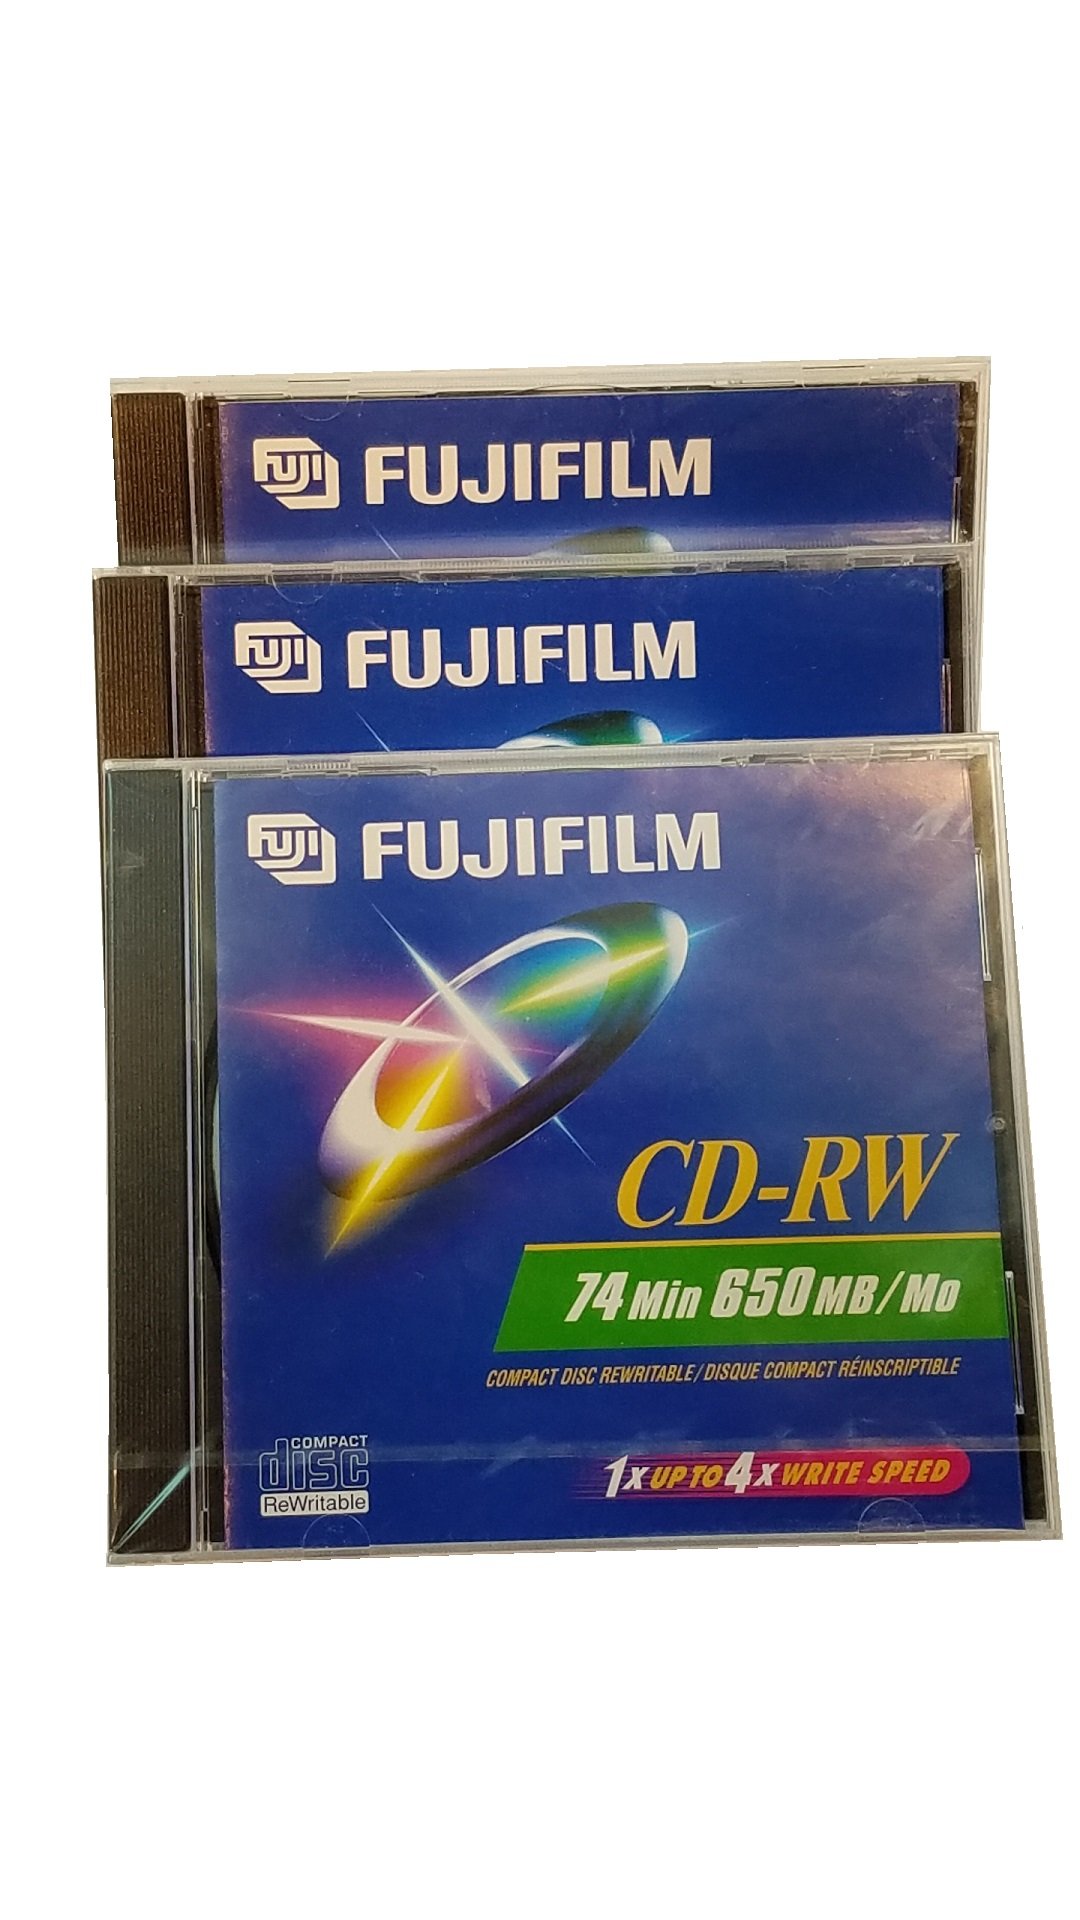 FUJI FUJIFILM
FUJI FUJIFILM
FUJI FUJIFILM
CD-RW
74 Min 650 MB/Mo
COMPACT DISC REWRITABLE/DISQUE COMPACT RÉINSCRIPTIBLE
COMPACT
disc
ReWritable
1X UP TO 4X WRITE SPEED